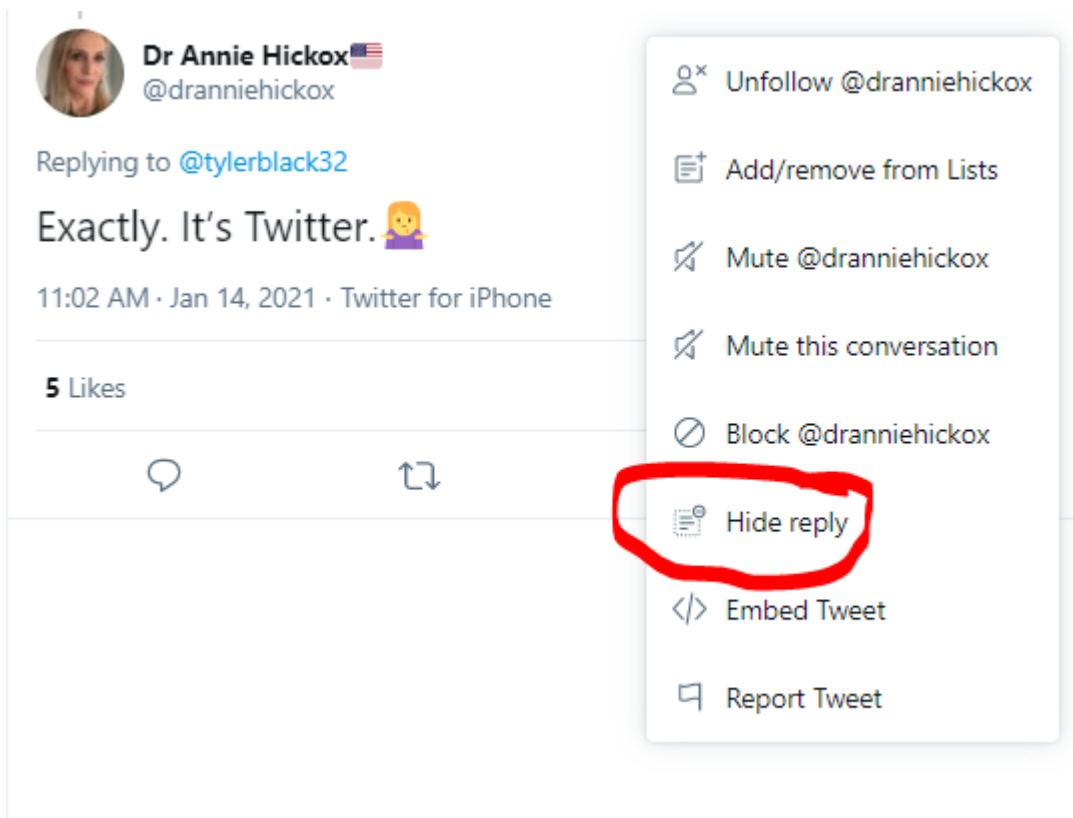 Dr Annie Hickox🇺🇸
@dranniehickox
Replying to @tylerblack32
Exactly. It’s Twitter.🤷‍♀️
11:02 AM · Jan 14, 2021 · Twitter for iPhone
5 Likes
Unfollow @dranniehickox
Add/remove from Lists
Mute @dranniehickox
Mute this conversation
Block @dranniehickox
Hide reply
Embed Tweet
Report Tweet